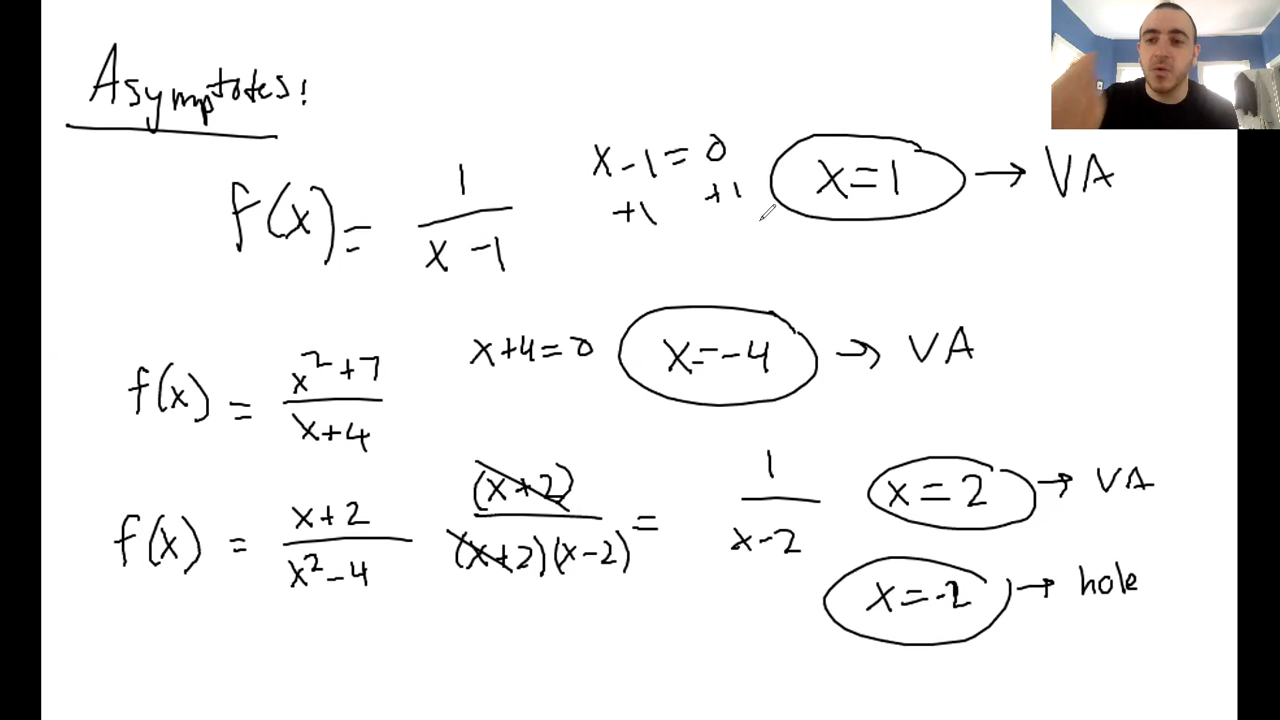 Asymptotes:
f(x) = 1/(x-1) x-1=0 +1 +1 x=1 → VA
f(x) = (x²+7)/(x+4) x+4=0 x=-4 → VA
f(x) = (x+2)/(x²-4) (x+2)/((x+2)(x-2)) = 1/(x-2) x=2 → VA
x=-2 → hole